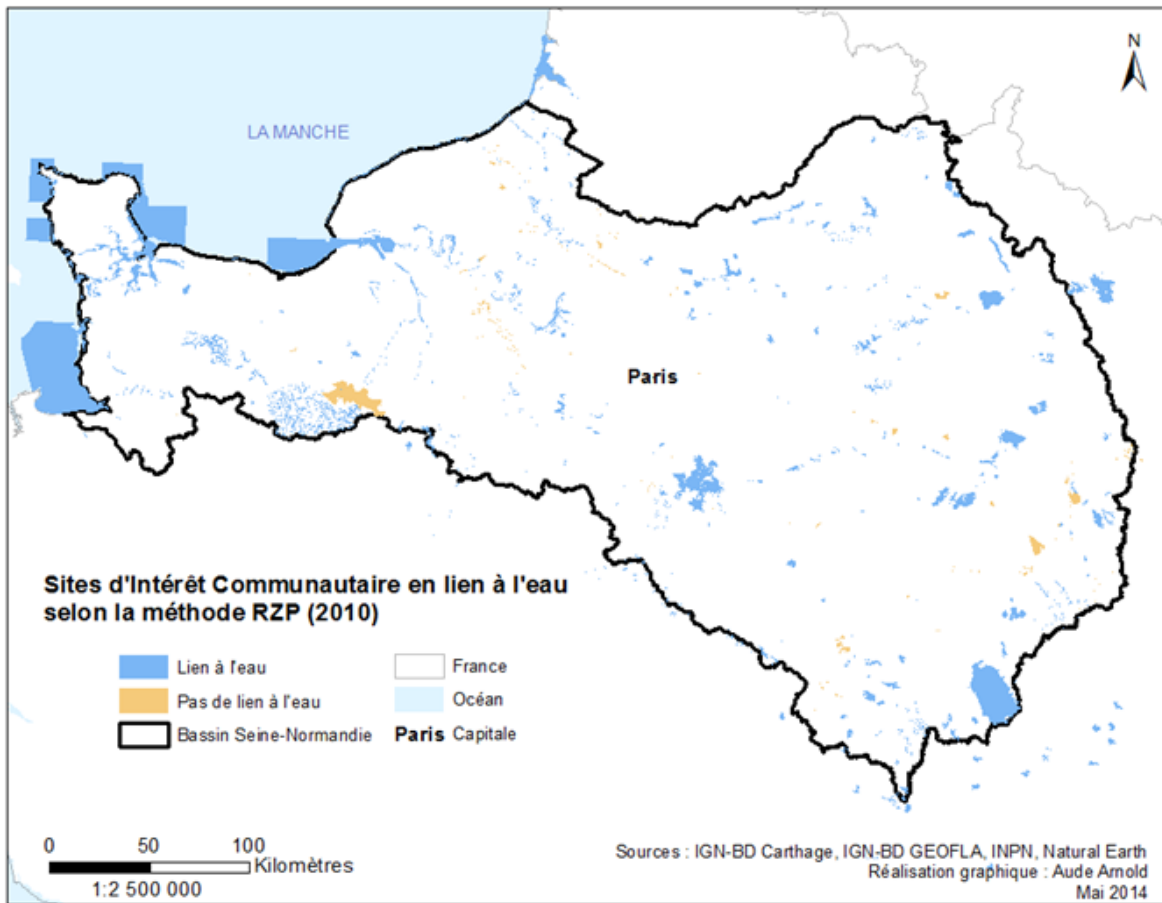 N
LA MANCHE
Paris
Sites d'Intérêt Communautaire en lien à l'eau
selon la méthode RZP (2010)
Lien à l'eau
France
Pas de lien à l'eau
Océan
Bassin Seine-Normandie
Paris Capitale
0 50 100
Kilomètres
1:2 500 000
Sources : IGN-BD Carthage, IGN-BD GEOFLA, INPN, Natural Earth
Réalisation graphique : Aude Arnold
Mai 2014